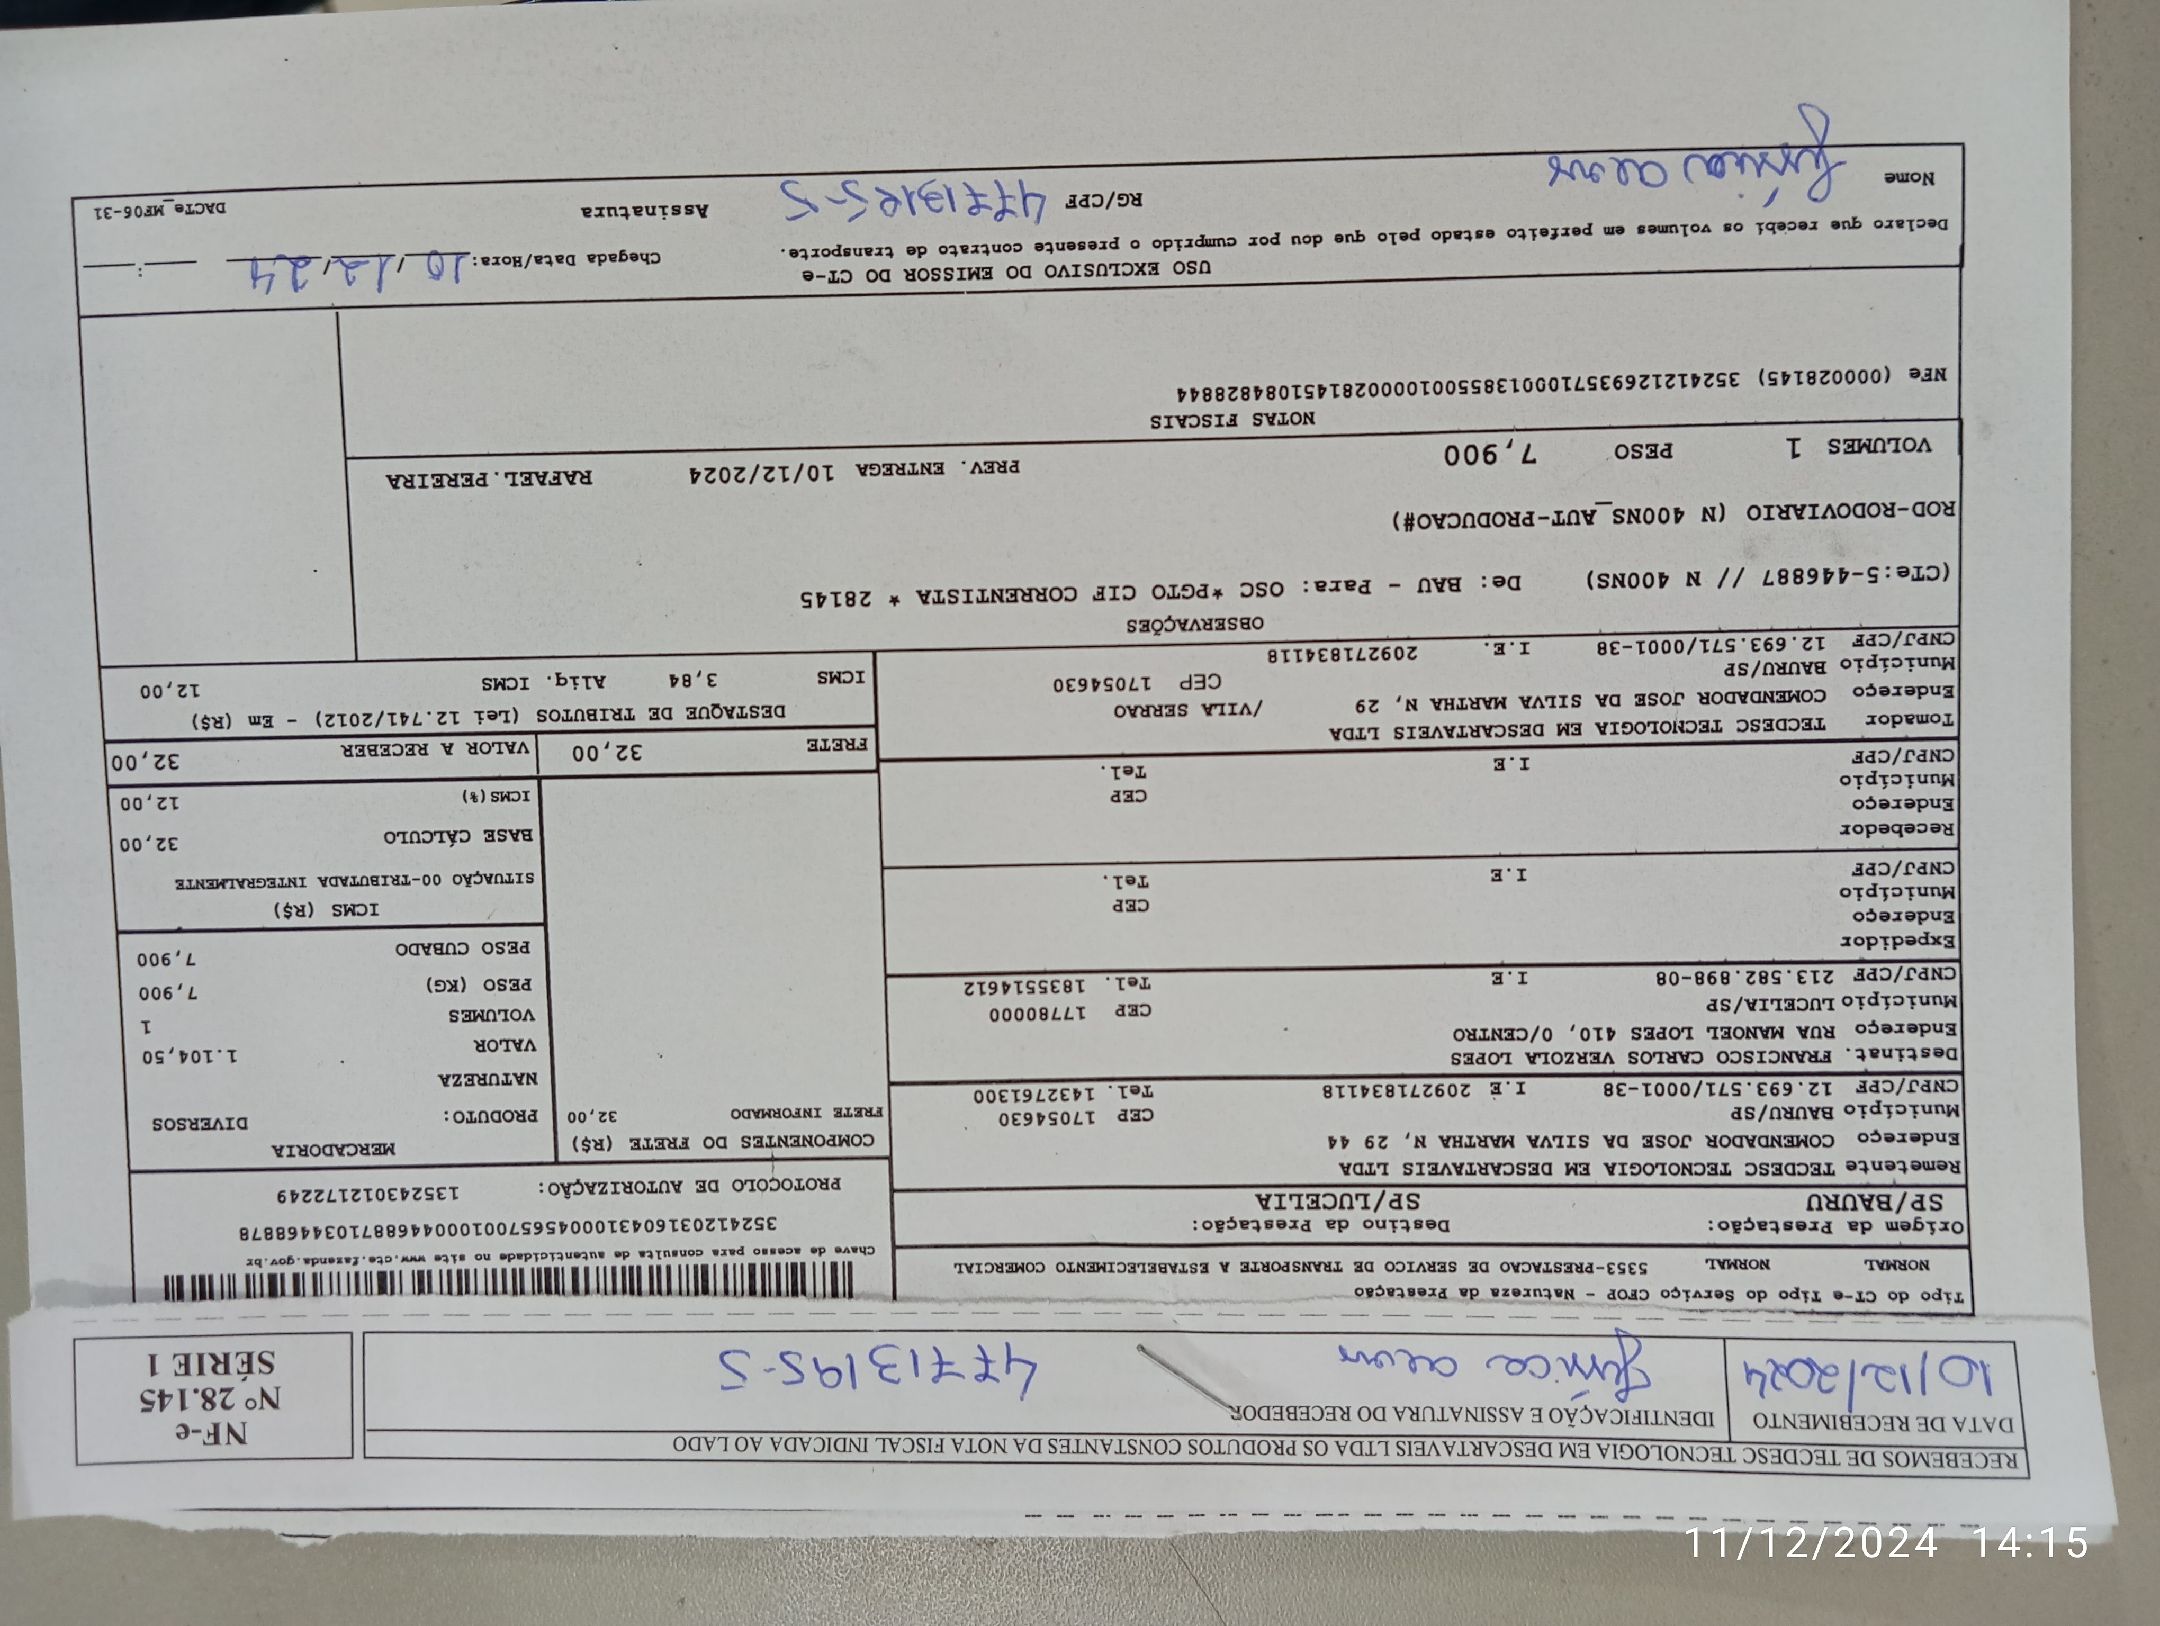 RECEBEMOS DE TECDESC TECNOLOGIA EM DESCARTAVEIS LTDA OS PRODUTOS CONSTANTES DA NOTA FISCAL INDICADA AO LADO
DATA DE RECEBIMENTO
10/12/2024
IDENTIFICAÇÃO E ASSINATURA DO RECEBEDOR
47713195-5
NF-e
Nº 28.145
SÉRIE 1
Tipo do CT-e Tipo do Serviço CFOP - Natureza da Prestação
NORMAL NORMAL 5353-PRESTACAO DE SERVICO DE TRANSPORTE A ESTABELECIMENTO COMERCIAL
Origem da Prestação: Destino da Prestação:
SP/BAURU SP/LUCELIA
Chave de acesso para consulta de autenticidade no site www.cte.fazenda.gov.br
35241203160431000456570010004468871034468878
PROTOCOLO DE AUTORIZAÇÃO: 135243012172249
Remetente TECDESC TECNOLOGIA EM DESCARTAVEIS LTDA
Endereço COMENDADOR JOSE DA SILVA MARTHA N, 29 44
Município BAURU/SP CEP 17054630
CNPJ/CPF 12.693.571/0001-38 I.E 209271834118 Tel. 1432761300
Destinat. FRANCISCO CARLOS VERZOLA LOPES
Endereço RUA MANOEL LOPES 410, 0/CENTRO
Município LUCELIA/SP CEP 17780000
CNPJ/CPF 213.582.898-08 I.E Tel. 1835514612
Expedidor
Endereço
Município CEP
CNPJ/CPF I.E Tel.
Recebedor
Endereço
Município CEP
CNPJ/CPF I.E Tel.
Tomador TECDESC TECNOLOGIA EM DESCARTAVEIS LTDA
Endereço COMENDADOR JOSE DA SILVA MARTHA N, 29 /VILA SERRAO
Município BAURU/SP CEP 17054630
CNPJ/CPF 12.693.571/0001-38 I.E. 209271834118
COMPONENTES DO FRETE (R$)
FRETE INFORMADO 32,00
MERCADORIA
PRODUTO: DIVERSOS
NATUREZA
VALOR 1.104,50
VOLUMES 1
PESO (KG) 7,900
PESO CUBADO 7,900
ICMS (R$)
SITUAÇÃO 00-TRIBUTADA INTEGRALMENTE
BASE CÁLCULO 32,00
ICMS(%) 12,00
FRETE 32,00 VALOR A RECEBER 32,00
DESTAQUE DE TRIBUTOS (Lei 12.741/2012) - Em (R$)
ICMS 3,84 Aliq. ICMS 12,00
OBSERVAÇÕES
(CTe:5-446887 // N 400NS) De: BAU - Para: OSC *PGTO CIF CORRENTISTA * 28145
ROD-RODOVIARIO (N 400NS_AUT-PRODUCAO#)
VOLUMES 1 PESO 7,900 PREV. ENTREGA 10/12/2024 RAFAEL.PEREIRA
NOTAS FISCAIS
NFe (000028145) 35241212693571000138550010000281451084828844
USO EXCLUSIVO DO EMISSOR DO CT-e
Declaro que recebi os volumes em perfeito estado pelo que dou por cumprido o presente contrato de transporte.
Chegada Data/Hora: 10/12/24 __:__
Nome RG/CPF 47713195-5 Assinatura
DACTe_MF06-31
11/12/2024 14:15